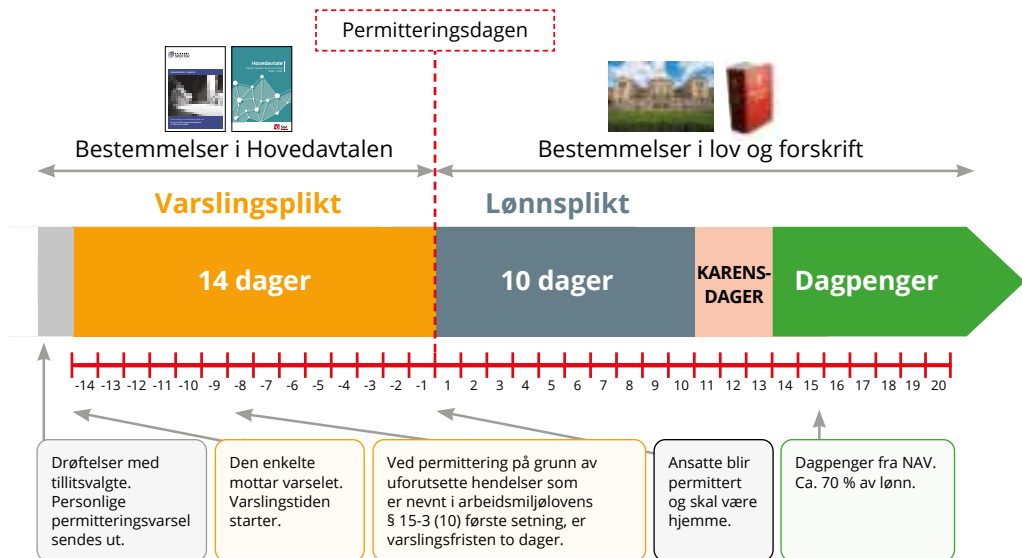 Permitteringsdagen
Hovedavtale
Bestemmelser i Hovedavtalen
Bestemmelser i lov og forskrift
Varslingsplikt
Lønnsplikt
14 dager
10 dager
KARENS-
DAGER
Dagpenger
-14 -13 -12 -11 -10 -9 -8 -7 -6 -5 -4 -3 -2 -1 1 2 3 4 5 6 7 8 9 10 11 12 13 14 15 16 17 18 19 20
Drøftelser med
tillitsvalgte.
Personlige
permitteringsvarsel
sendes ut.
Den enkelte
mottar varselet.
Varslingstiden
starter.
Ved permittering på grunn av
uforutsette hendelser som
er nevnt i arbeidsmiljølovens
§ 15-3 (10) første setning, er
varslingsfristen to dager.
Ansatte blir
permittert
og skal være
hjemme.
Dagpenger fra NAV.
Ca. 70 % av lønn.